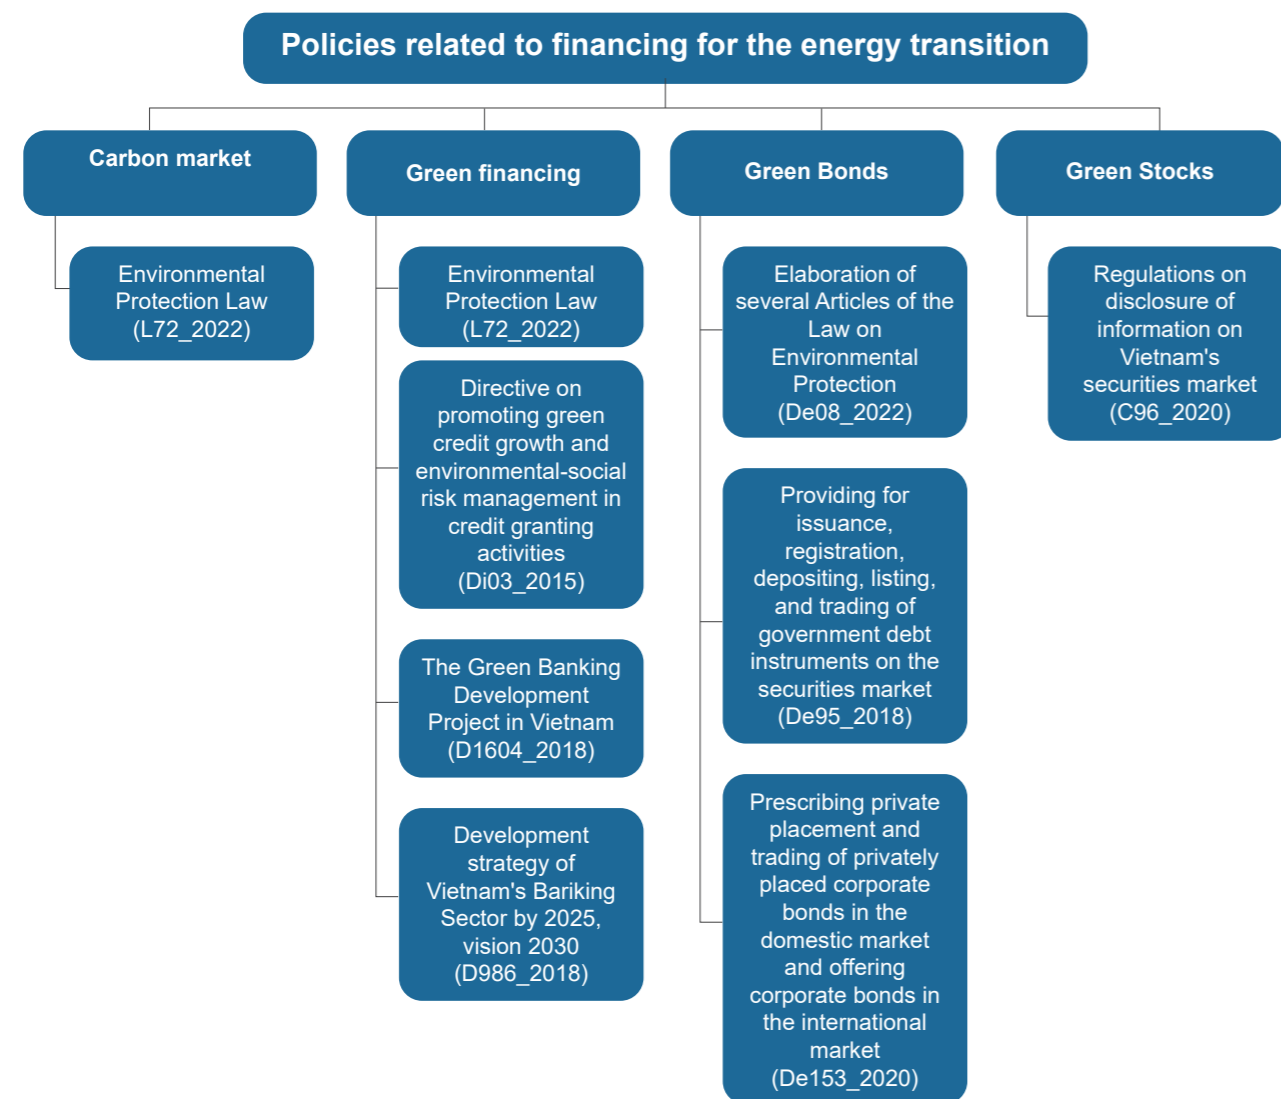 Policies related to financing for the energy transition
Carbon market
Environmental
Protection Law
(L72_2022)
Green financing
Environmental
Protection Law
(L72_2022)
Directive on
promoting green
credit growth and
environmental-social
risk management in
credit granting
activities
(Di03_2015)
The Green Banking
Development
Project in Vietnam
(D1604_2018)
Development
strategy of
Vietnam's Bariking
Sector by 2025,
vision 2030
(D986_2018)
Green Bonds
Elaboration of
several Articles of the
Law on
Environmental
Protection
(De08_2022)
Providing for
issuance,
registration,
depositing, listing,
and trading of
government debt
instruments on the
securities market
(De95_2018)
Prescribing private
placement and
trading of privately
placed corporate
bonds in the
domestic market
and offering
corporate bonds in
the international
market
(De153_2020)
Green Stocks
Regulations on
disclosure of
information on
Vietnam's
securities market
(C96_2020)